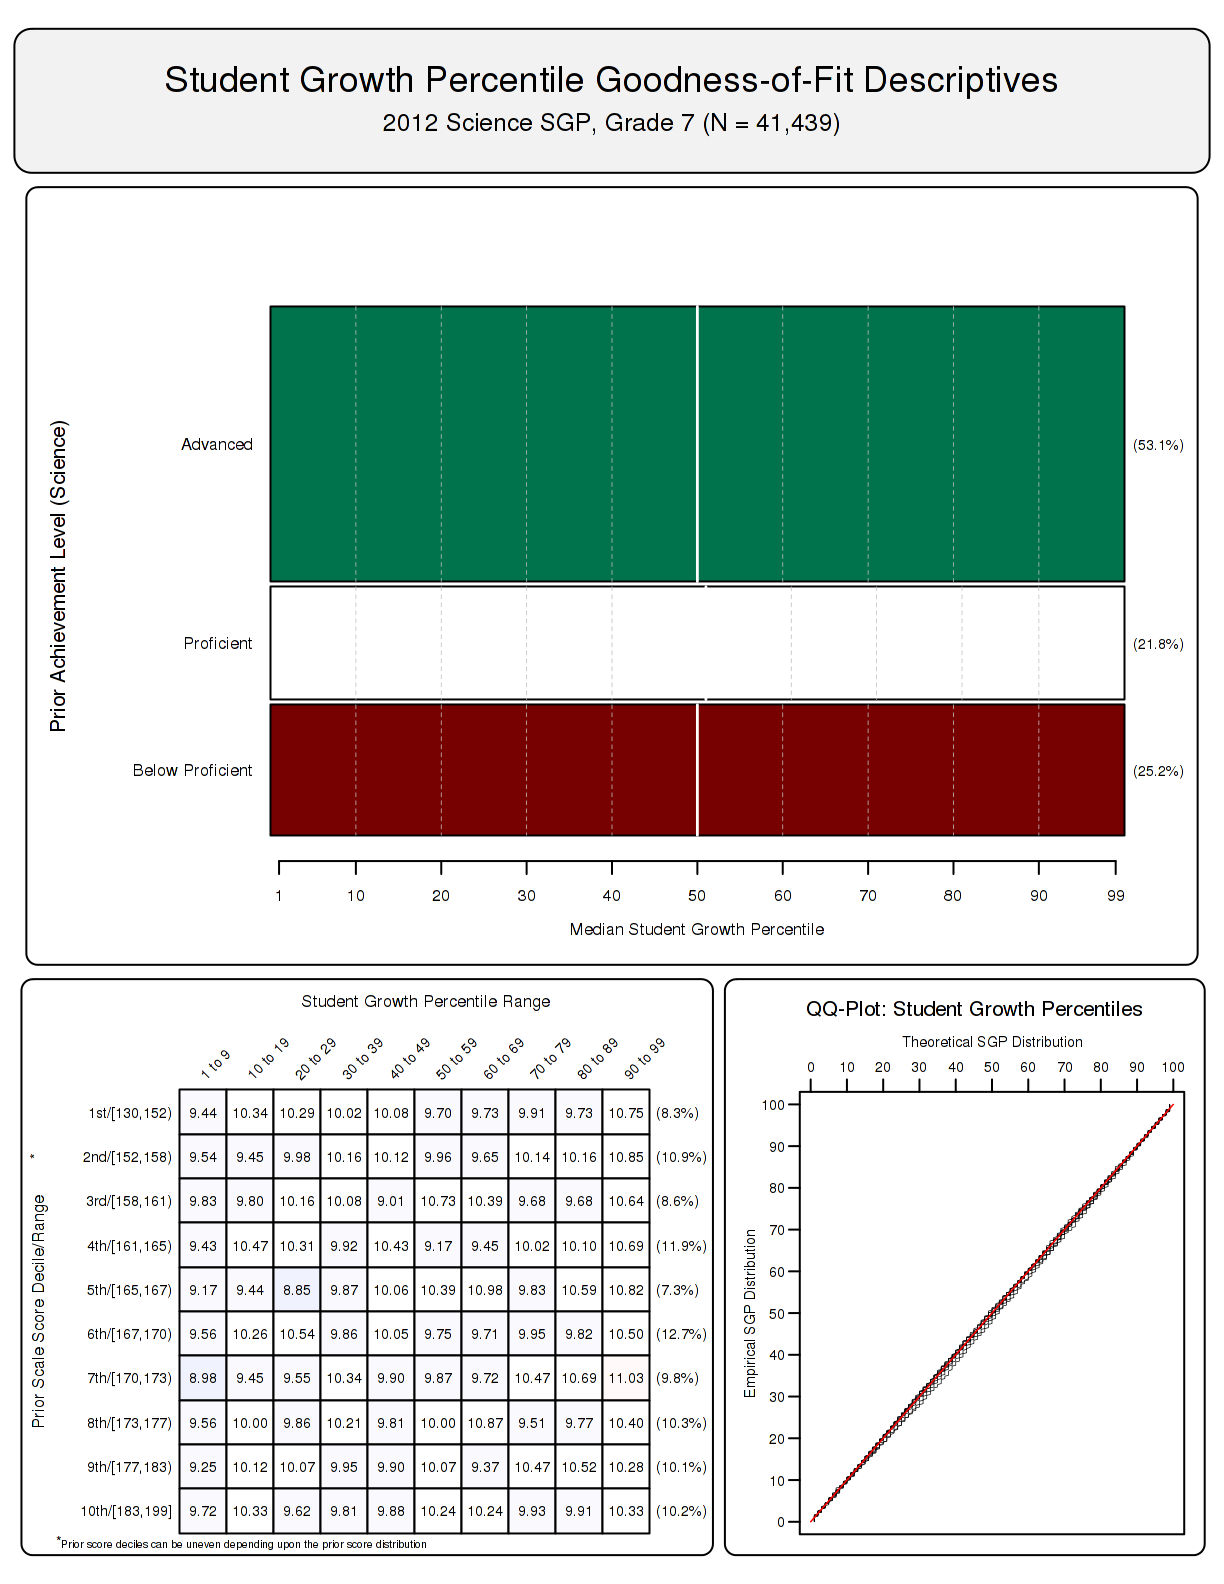 Student Growth Percentile Goodness-of-Fit Descriptives
2012 Science SGP, Grade 7 (N = 41,439)
Prior Achievement Level (Science)
Advanced (53.1%)
Proficient (21.8%)
Below Proficient (25.2%)
1 10 20 30 40 50 60 70 80 90 99
Median Student Growth Percentile
Student Growth Percentile Range
1 to 9 10 to 19 20 to 29 30 to 39 40 to 49 50 to 59 60 to 69 70 to 79 80 to 89 90 to 99
* Prior Scale Score Decile/Range
1st/[130,152) 9.44 10.34 10.29 10.02 10.08 9.70 9.73 9.91 9.73 10.75 (8.3%)
2nd/[152,158) 9.54 9.45 9.98 10.16 10.12 9.96 9.65 10.14 10.16 10.85 (10.9%)
3rd/[158,161) 9.83 9.80 10.16 10.08 9.01 10.73 10.39 9.68 9.68 10.64 (8.6%)
4th/[161,165) 9.43 10.47 10.31 9.92 10.43 9.17 9.45 10.02 10.10 10.69 (11.9%)
5th/[165,167) 9.17 9.44 8.85 9.87 10.06 10.39 10.98 9.83 10.59 10.82 (7.3%)
6th/[167,170) 9.56 10.26 10.54 9.86 10.05 9.75 9.71 9.95 9.82 10.50 (12.7%)
7th/[170,173) 8.98 9.45 9.55 10.34 9.90 9.87 9.72 10.47 10.69 11.03 (9.8%)
8th/[173,177) 9.56 10.00 9.86 10.21 9.81 10.00 10.87 9.51 9.77 10.40 (10.3%)
9th/[177,183) 9.25 10.12 10.07 9.95 9.90 10.07 9.37 10.47 10.52 10.28 (10.1%)
10th/[183,199] 9.72 10.33 9.62 9.81 9.88 10.24 10.24 9.93 9.91 10.33 (10.2%)
*Prior score deciles can be uneven depending upon the prior score distribution
QQ-Plot: Student Growth Percentiles
Theoretical SGP Distribution
0 10 20 30 40 50 60 70 80 90 100
Empirical SGP Distribution
100
90
80
70
60
50
40
30
20
10
0